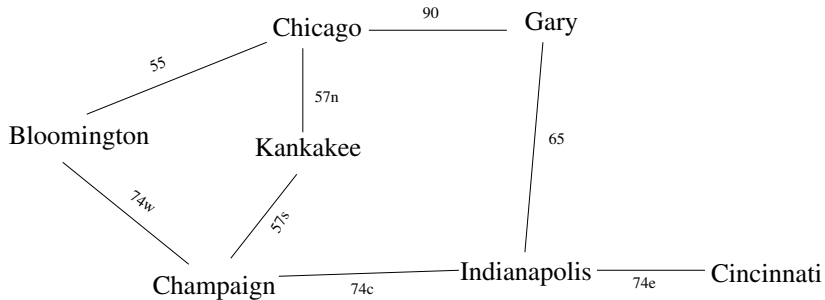 90
Gary
Chicago
55
57n
Bloomington
Kankakee
65
74w
57s
Champaign
74c
Indianapolis
74e
Cincinnati